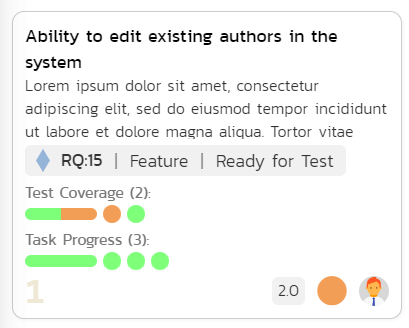 Ability to edit existing authors in the
system
Lorem ipsum dolor sit amet, consectetur
adipiscing elit, sed do eiusmod tempor incididunt
ut labore et dolore magna aliqua. Tortor vitae
RQ:15 | Feature | Ready for Test
Test Coverage (2):
Task Progress (3):
1 2.0